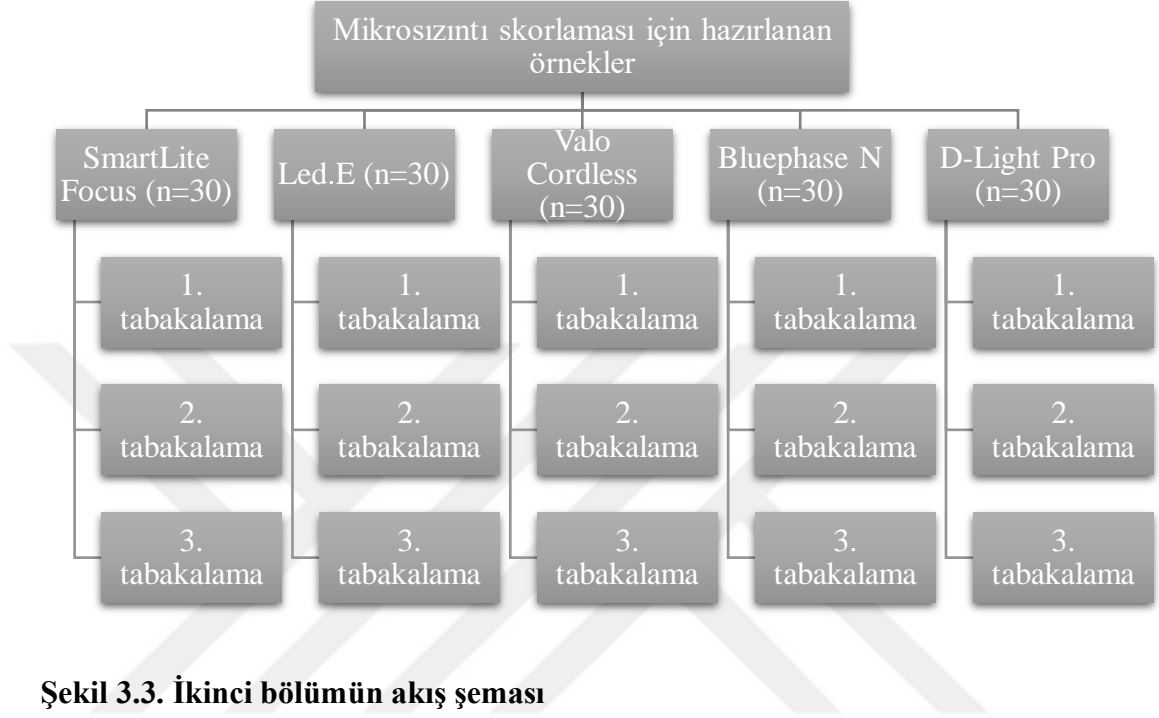 Mikrosızıntı skorlaması için hazırlanan
örnekler
SmartLite
Focus (n=30)
Led.E (n=30)
Valo
Cordless
(n=30)
Bluephase N
(n=30)
D-Light Pro
(n=30)
1.
tabakalama
1.
tabakalama
1.
tabakalama
1.
tabakalama
1.
tabakalama
2.
tabakalama
2.
tabakalama
2.
tabakalama
2.
tabakalama
2.
tabakalama
3.
tabakalama
3.
tabakalama
3.
tabakalama
3.
tabakalama
3.
tabakalama
Şekil 3.3. İkinci bölümün akış şeması